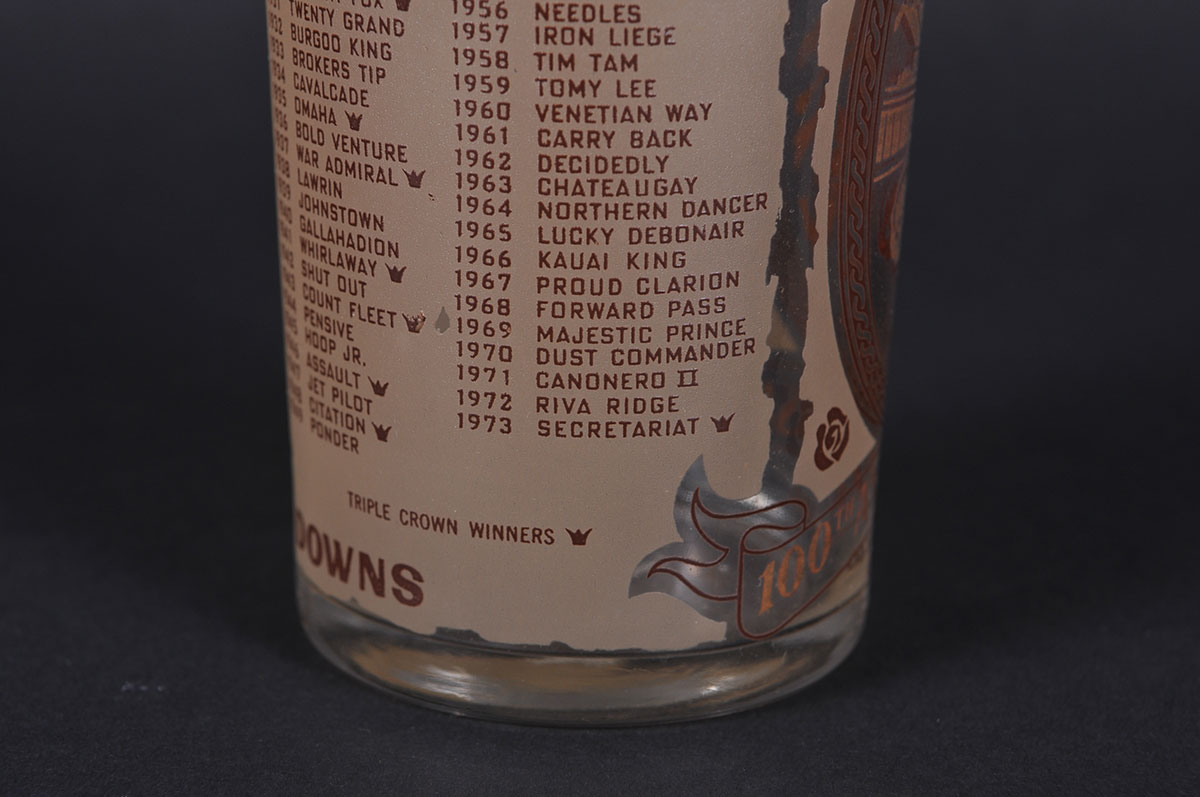 FOX
TWENTY GRAND
BURGOO KING
BROKERS TIP
CAVALCADE
OMAHA
BOLD VENTURE
WAR ADMIRAL
LAWRIN
JOHNSTOWN
GALLAHADION
WHIRLAWAY
SHUT OUT
COUNT FLEET
PENSIVE
HOOP JR.
ASSAULT
JET PILOT
CITATION
PONDER
1956 NEEDLES
1957 IRON LIEGE
1958 TIM TAM
1959 TOMY LEE
1960 VENETIAN WAY
1961 CARRY BACK
1962 DECIDEDLY
1963 CHATEAUGAY
1964 NORTHERN DANCER
1965 LUCKY DEBONAIR
1966 KAUAI KING
1967 PROUD CLARION
1968 FORWARD PASS
1969 MAJESTIC PRINCE
1970 DUST COMMANDER
1971 CANONERO II
1972 RIVA RIDGE
1973 SECRETARIAT
TRIPLE CROWN WINNERS
DOWNS
100TH